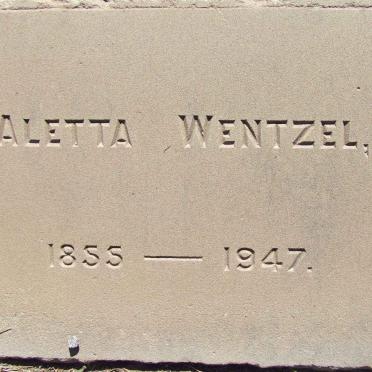 ALETTA WENTZEL,
1855 — 1947.